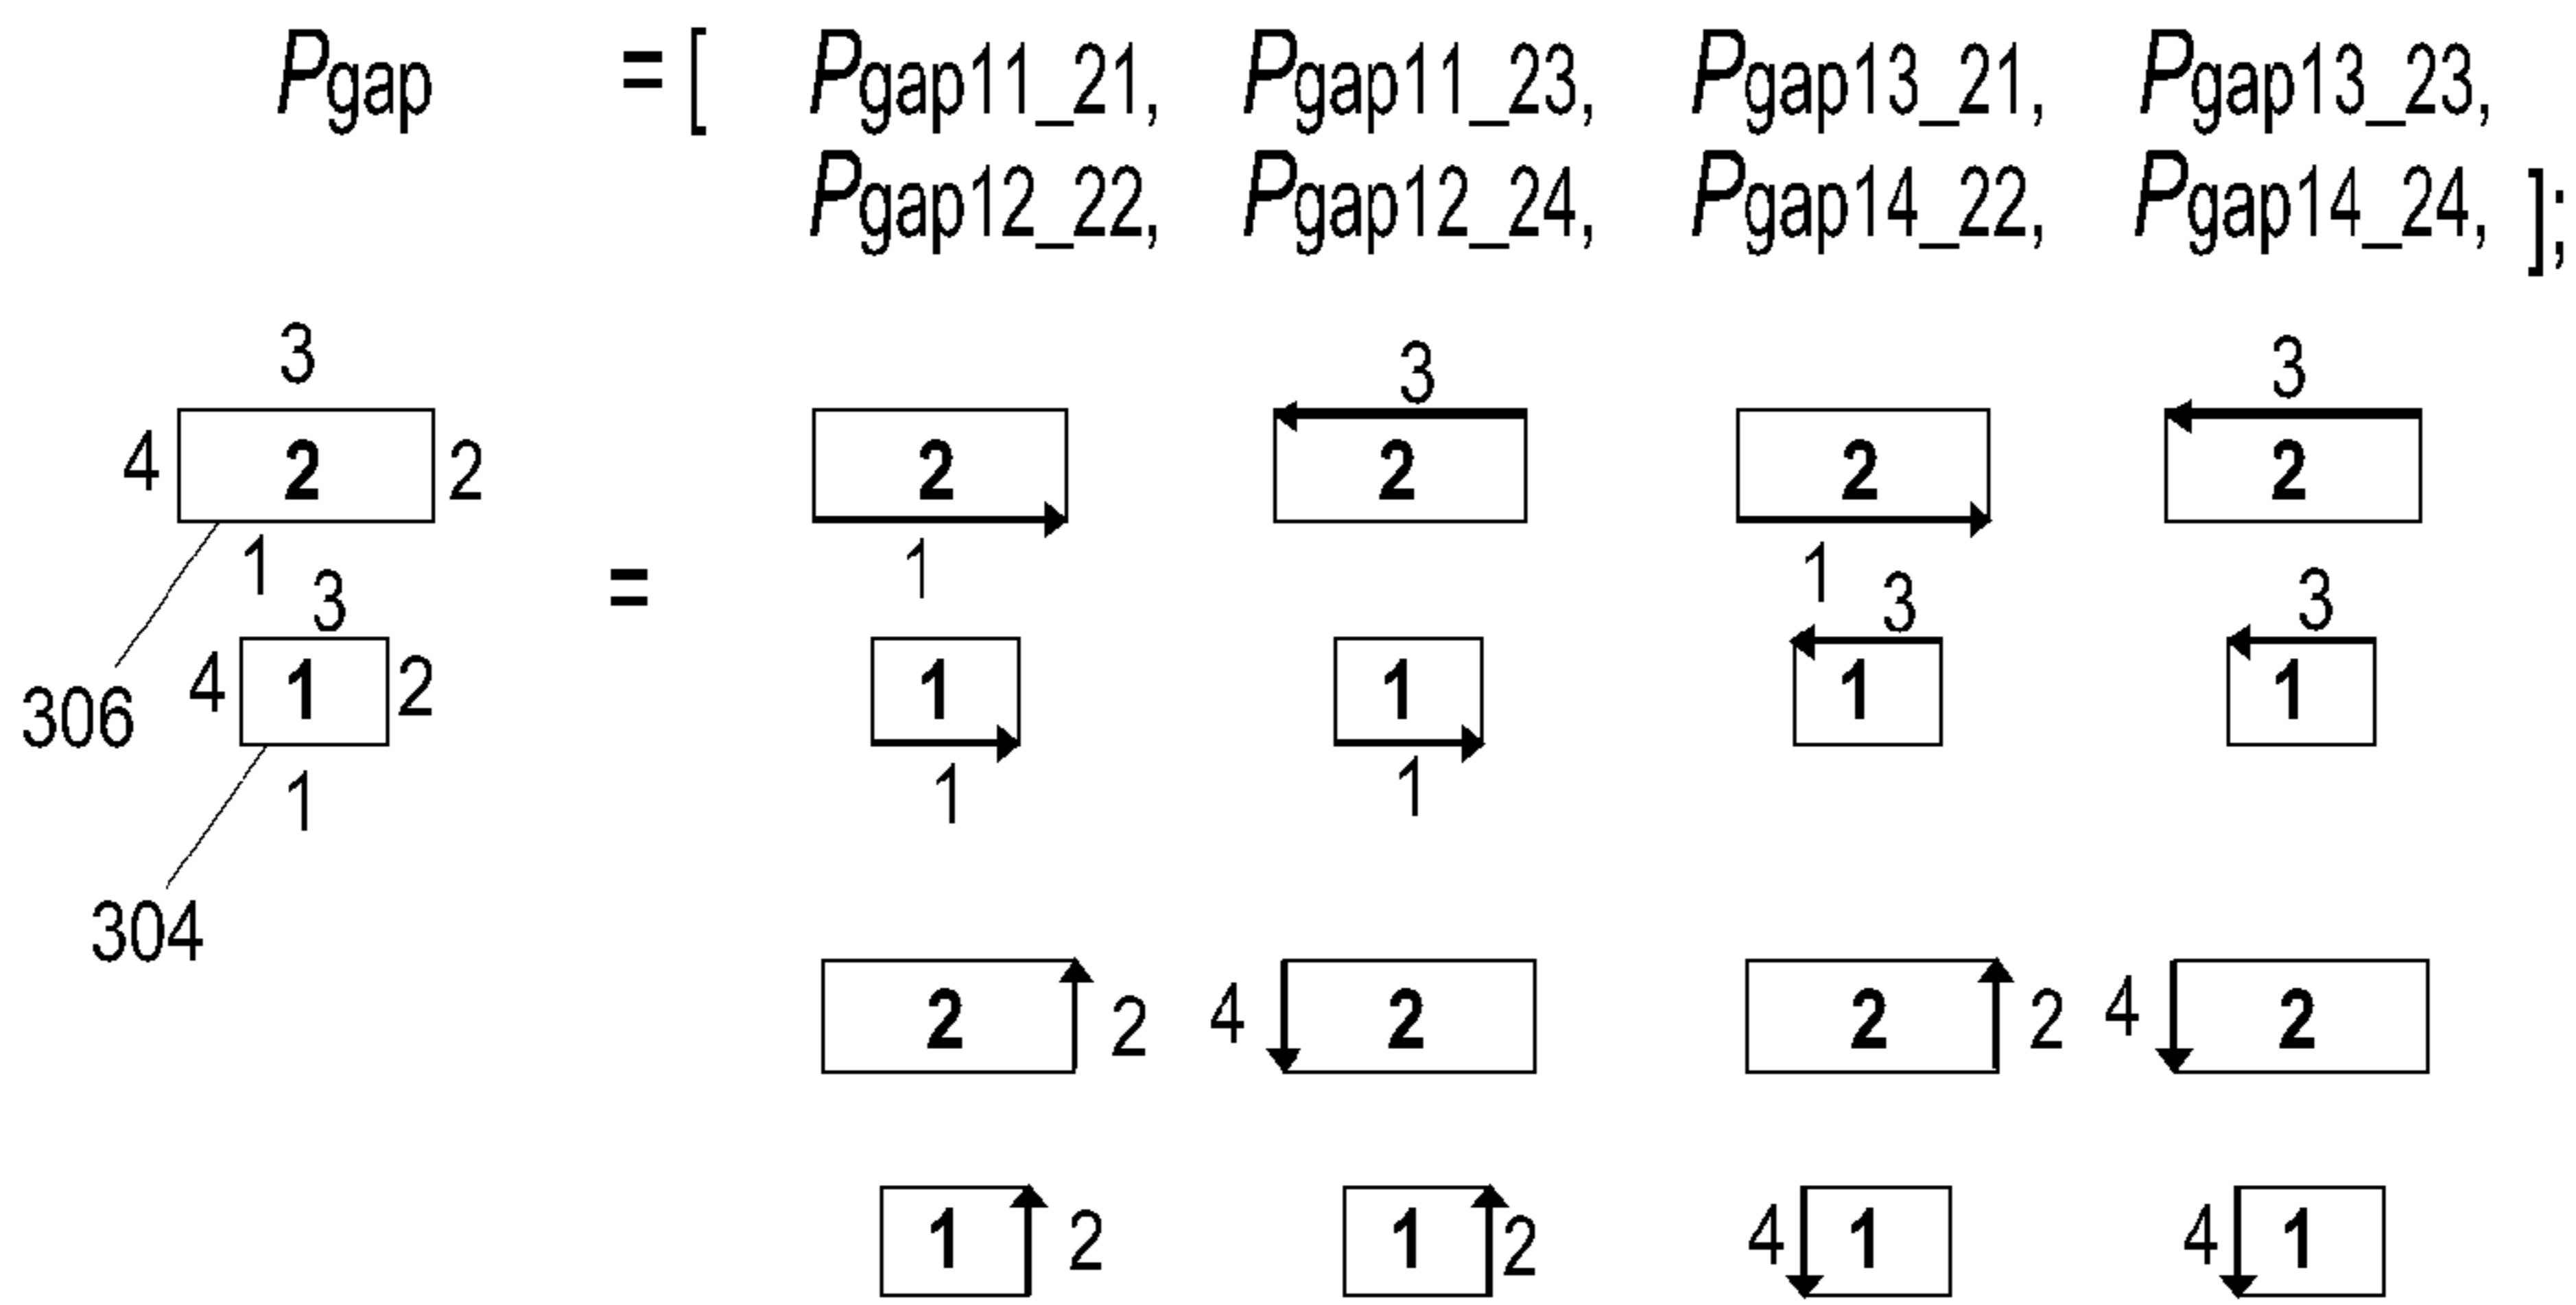 Pgap = [ Pgap11_21, Pgap11_23, Pgap13_21, Pgap13_23,
Pgap12_22, Pgap12_24, Pgap14_22, Pgap14_24, ];
3 3 3
4 2 2 2 2 2 2
1 1 1
3 = 3 3
4 1 2 1 1 1 1
306
1 1 1
304
2 2 4 2 2 2 4 2
1 2 1 2 4 1 4 1